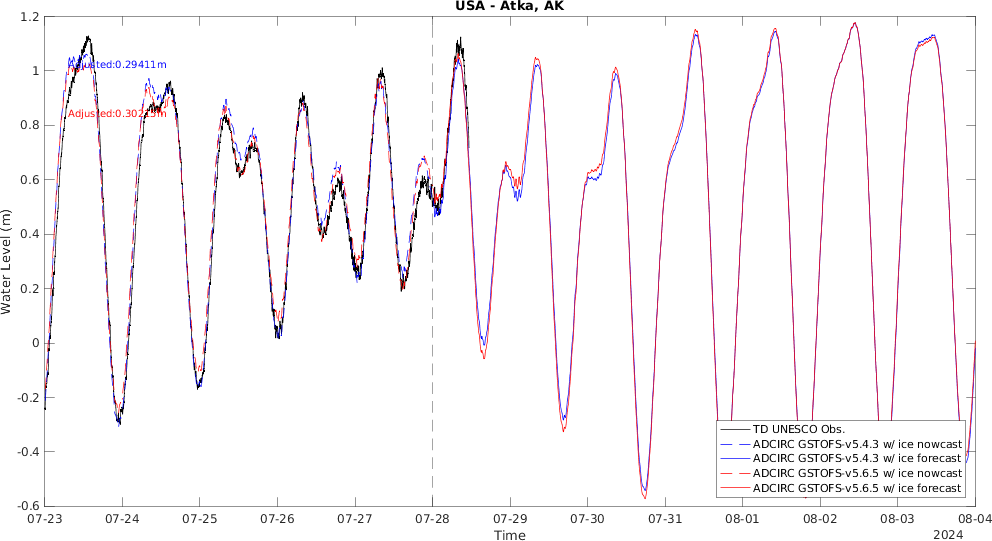 USA - Atka, AK
Water Level (m)
1.2
1
0.8
0.6
0.4
0.2
0
-0.2
-0.4
-0.6
Adjusted:0.29411m
TD UNESCO Obs.
ADCIRC GSTOFS-v5.4.3 w/ ice nowcast
ADCIRC GSTOFS-v5.4.3 w/ ice forecast
ADCIRC GSTOFS-v5.6.5 w/ ice nowcast
ADCIRC GSTOFS-v5.6.5 w/ ice forecast
07-23 07-24 07-25 07-26 07-27 07-28 07-29 07-30 07-31 08-01 08-02 08-03 08-04
Time
2024